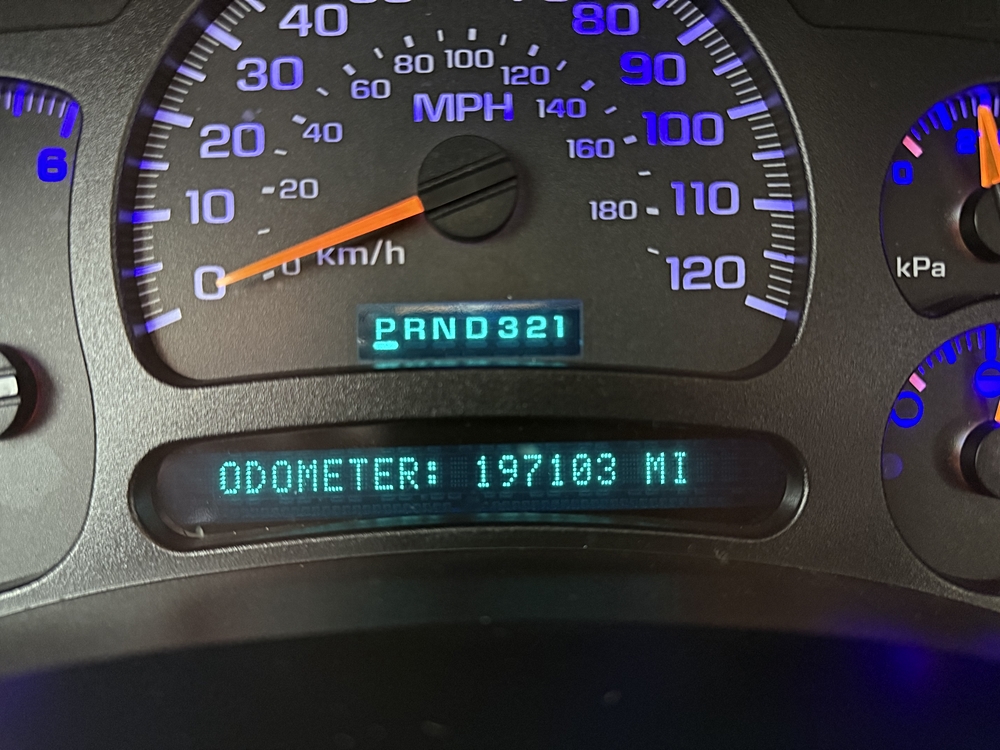 40 80
80 100
30 60 120 90
MPH 140
20 40 160 100
6 0
10 20 180 110
0 0 km/h 120
kPa
PRND321
ODOMETER: 197103 MI